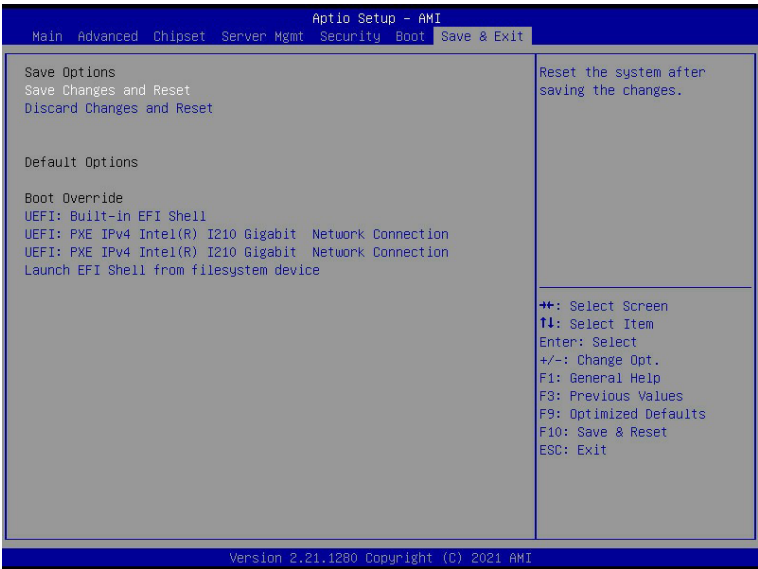 Aptio Setup – AMI
Main Advanced Chipset Server Mgmt Security Boot Save & Exit
Save Options
Save Changes and Reset
Discard Changes and Reset
Default Options
Boot Override
UEFI: Built-in EFI Shell
UEFI: PXE IPv4 Intel(R) I210 Gigabit  Network Connection
UEFI: PXE IPv4 Intel(R) I210 Gigabit  Network Connection
Launch EFI Shell from filesystem device
Reset the system after
saving the changes.
→←: Select Screen
↑↓: Select Item
Enter: Select
+/-: Change Opt.
F1: General Help
F3: Previous Values
F9: Optimized Defaults
F10: Save & Reset
ESC: Exit
Version 2.21.1280 Copyright (C) 2021 AMI